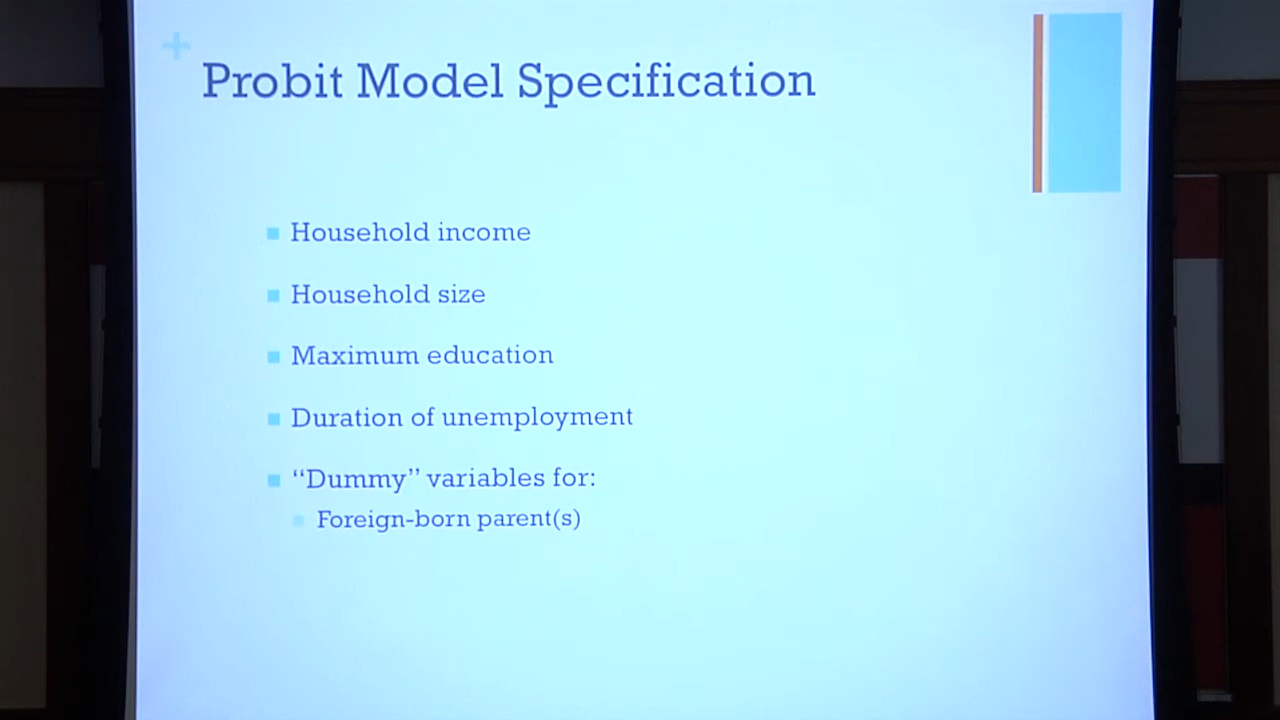 Probit Model Specification
Household income
Household size
Maximum education
Duration of unemployment
“Dummy” variables for:
Foreign-born parent(s)